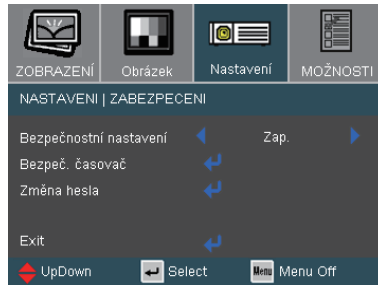 ZOBRAZENÍ Obrázek Nastavení MOŽNOSTI
NASTAVENI | ZABEZPECENI
Bezpečnostní nastavení Zap.
Bezpeč. časovač
Změna hesla
Exit
UpDown Select Menu Menu Off